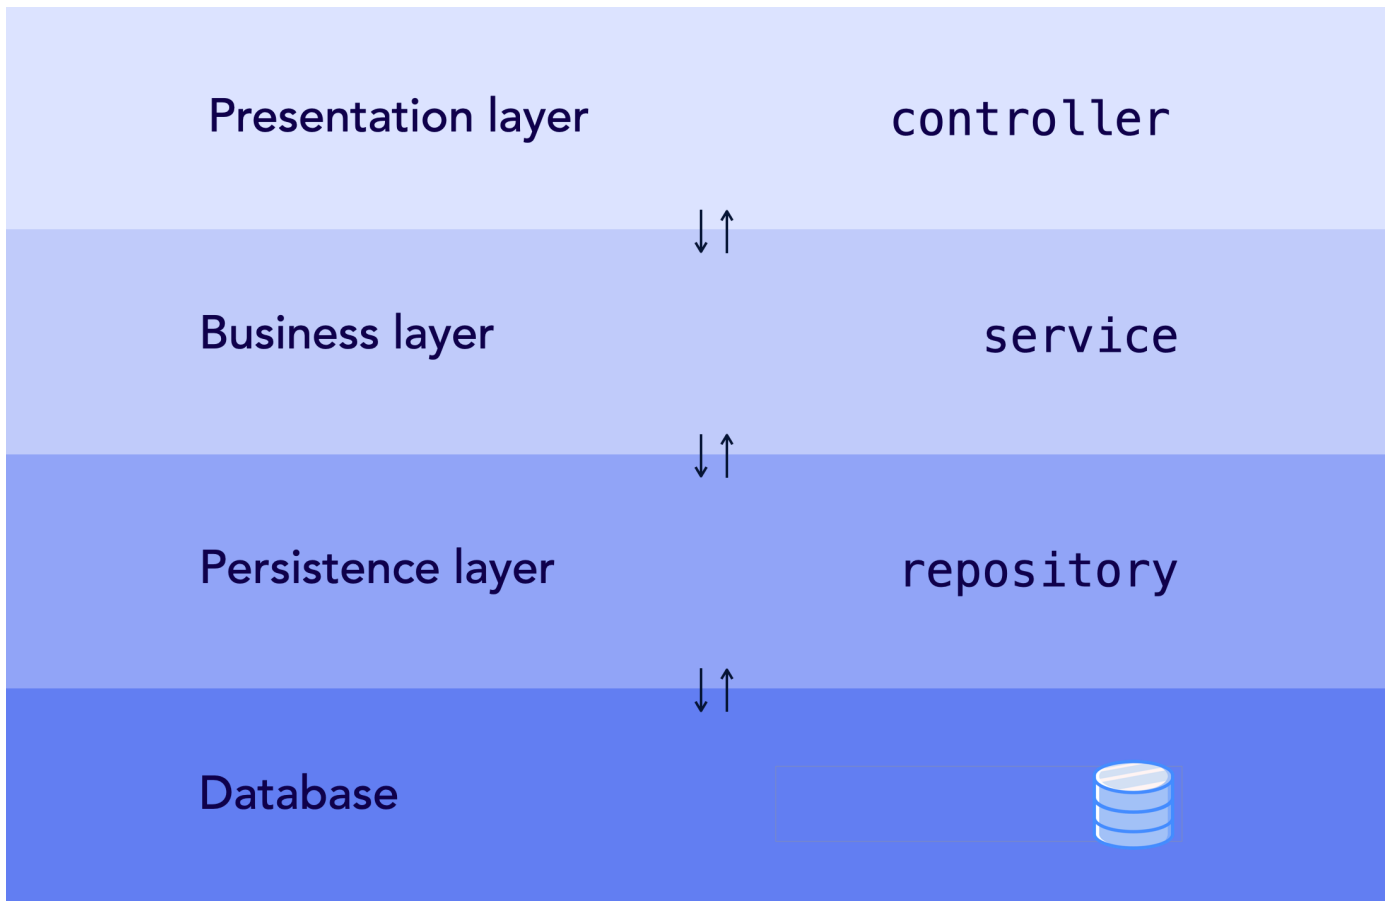 Presentation layer
controller
Business layer
service
Persistence layer
repository
Database